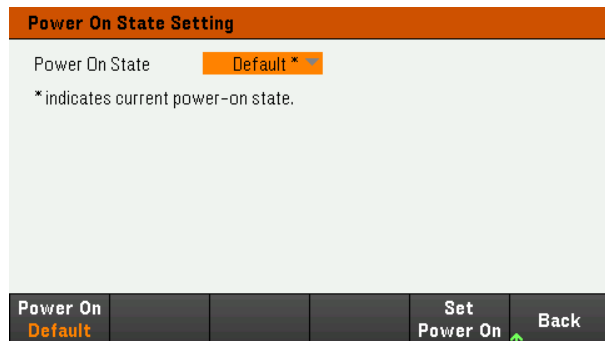 Power On State Setting
Power On State Default *
*indicates current power-on state.
Power On
Default
Set
Power On
Back